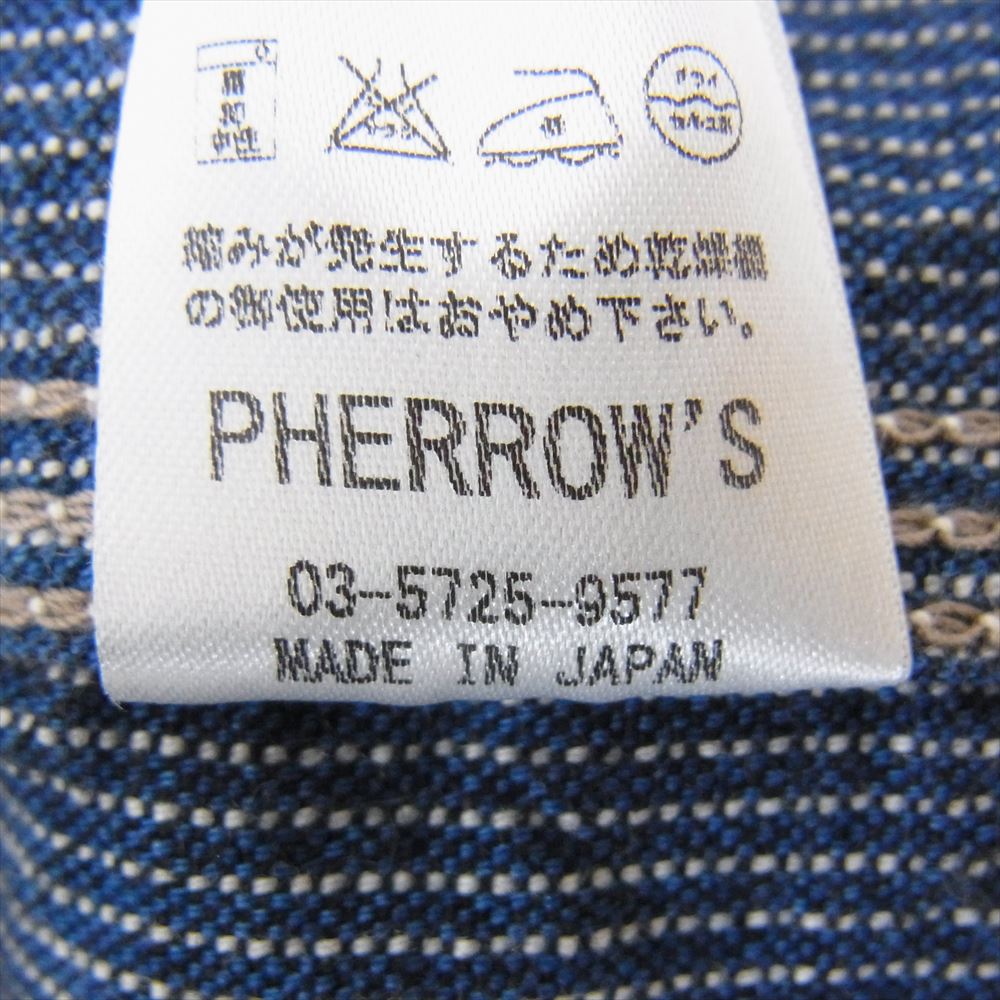 縮みが発生するため乾燥機
の御使用はおやめ下さい。
PHERROW'S
03-5725-9577
MADE IN JAPAN